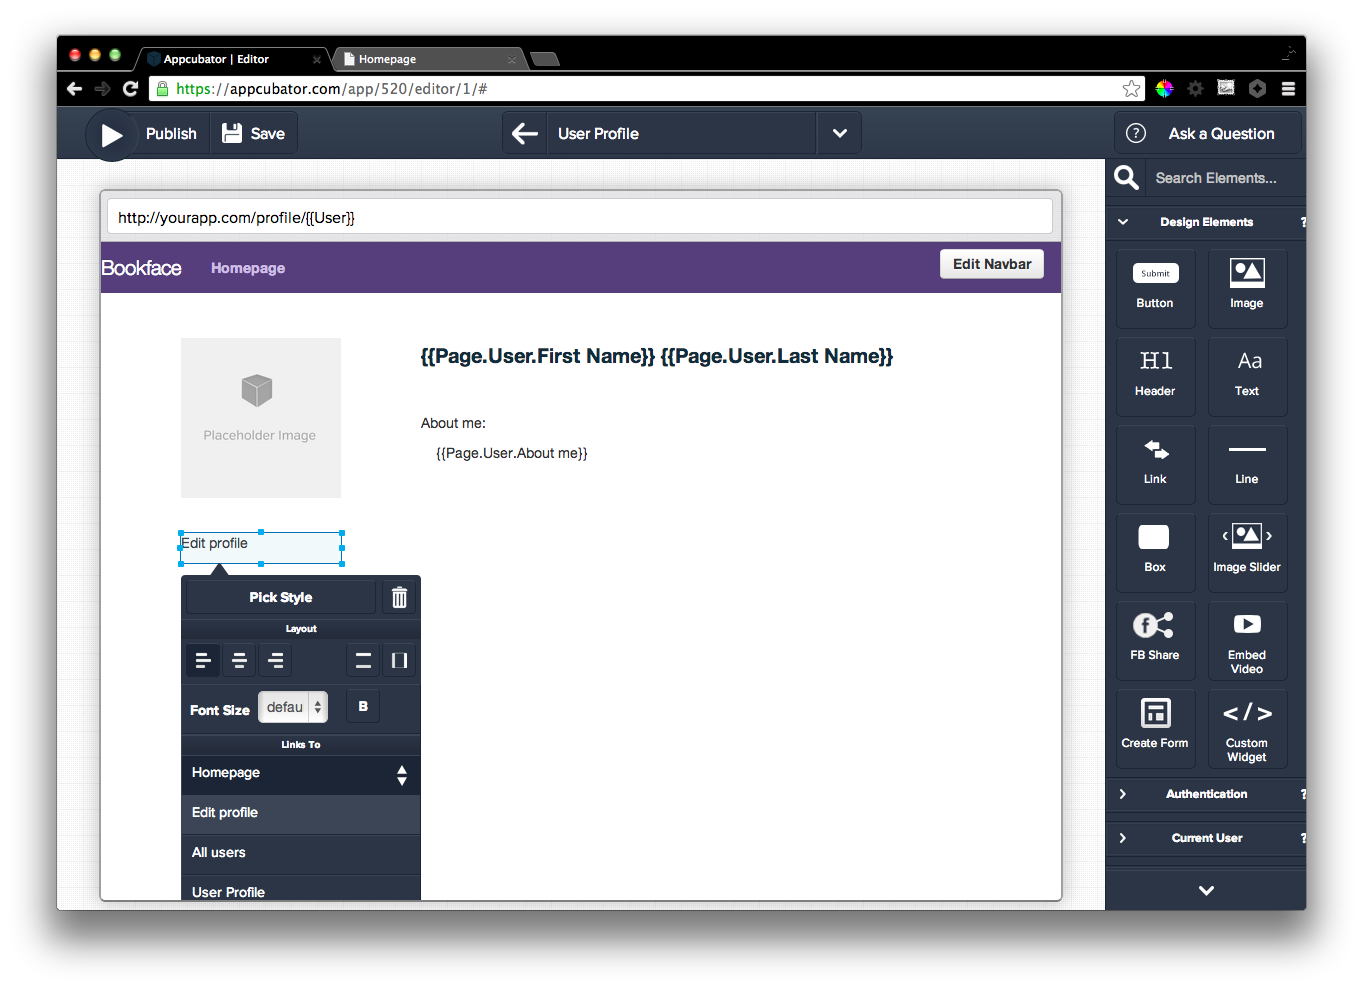 Appcubator | Editor
Homepage
https://appcubator.com/app/520/editor/1/#
Publish
Save
User Profile
? Ask a Question
Search Elements...
http://yourapp.com/profile/{{User}}
Bookface
Homepage
Edit Navbar
Placeholder Image
{{Page.User.First Name}} {{Page.User.Last Name}}
About me:
{{Page.User.About me}}
Edit profile
Pick Style
Layout
Font Size
defau
B
Links To
Homepage
Edit profile
All users
User Profile
Design Elements
?
Submit
Button
Image
H1
Header
Aa
Text
Link
Line
Box
Image Slider
f
FB Share
Embed
Video
Create Form
</>
Custom
Widget
Authentication
?
Current User
?